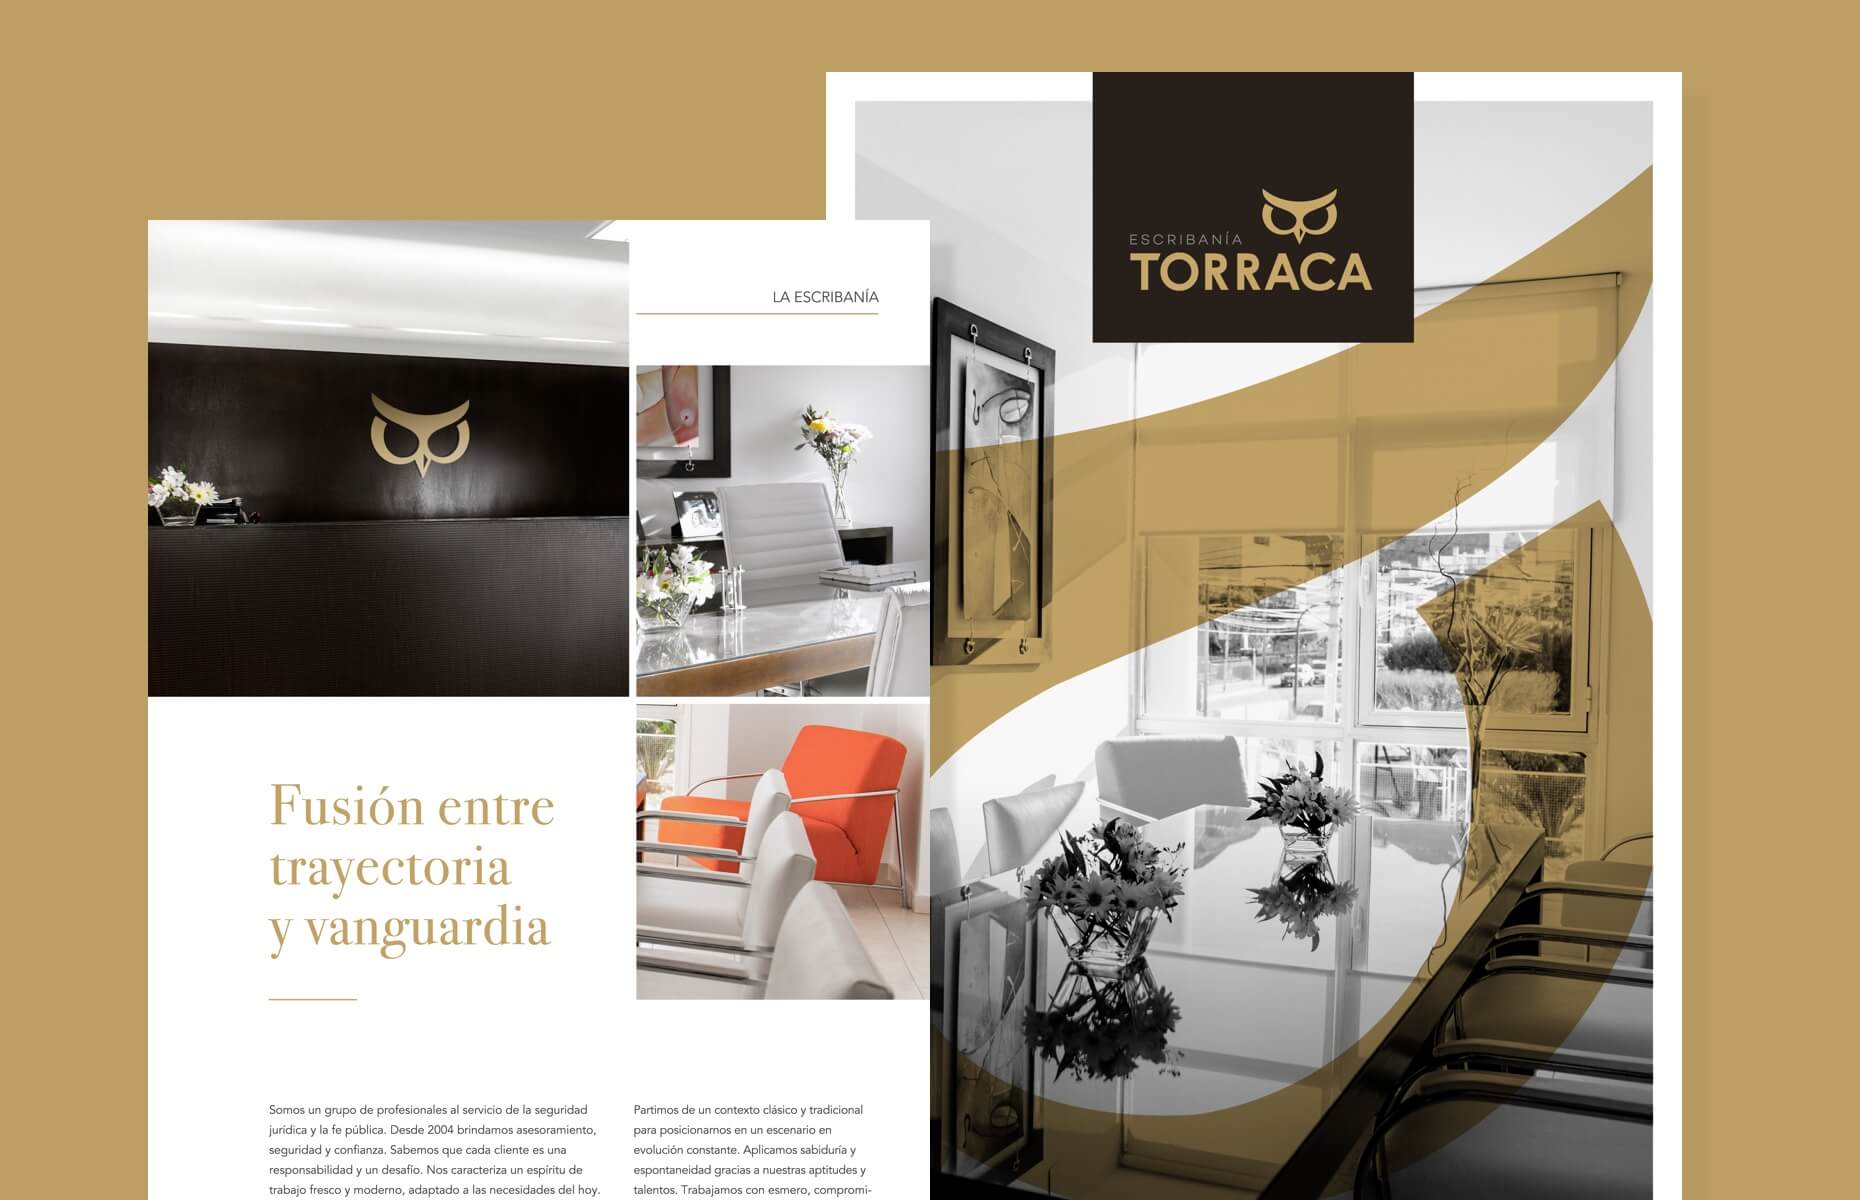 ESCRIBANÍA
TORRACA
LA ESCRIBANÍA
Fusión entre
trayectoria
y vanguardia
Somos un grupo de profesionales al servicio de la seguridad
jurídica y la fe pública. Desde 2004 brindamos asesoramiento,
seguridad y confianza. Sabemos que cada cliente es una
responsabilidad y un desafío. Nos caracteriza un espíritu de
trabajo fresco y moderno, adaptado a las necesidades del hoy.
Partimos de un contexto clásico y tradicional
para posicionarnos en un escenario en
evolución constante. Aplicamos sabiduría y
espontaneidad gracias a nuestras aptitudes y
talentos. Trabajamos con esmero, compromi-